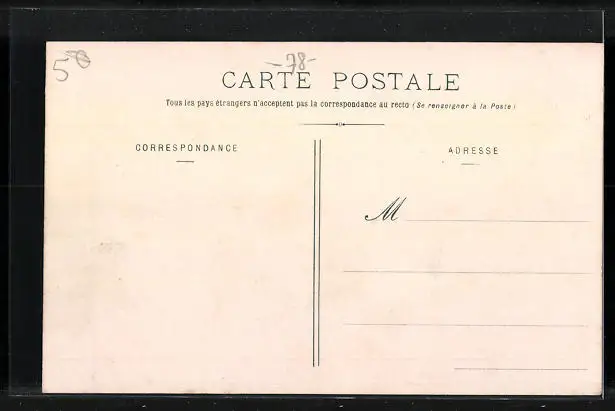 -78-
CARTE POSTALE
Tous les pays étrangers n'acceptent pas la correspondance au recto (Se renseigner à la Poste)
CORRESPONDANCE
ADRESSE
M